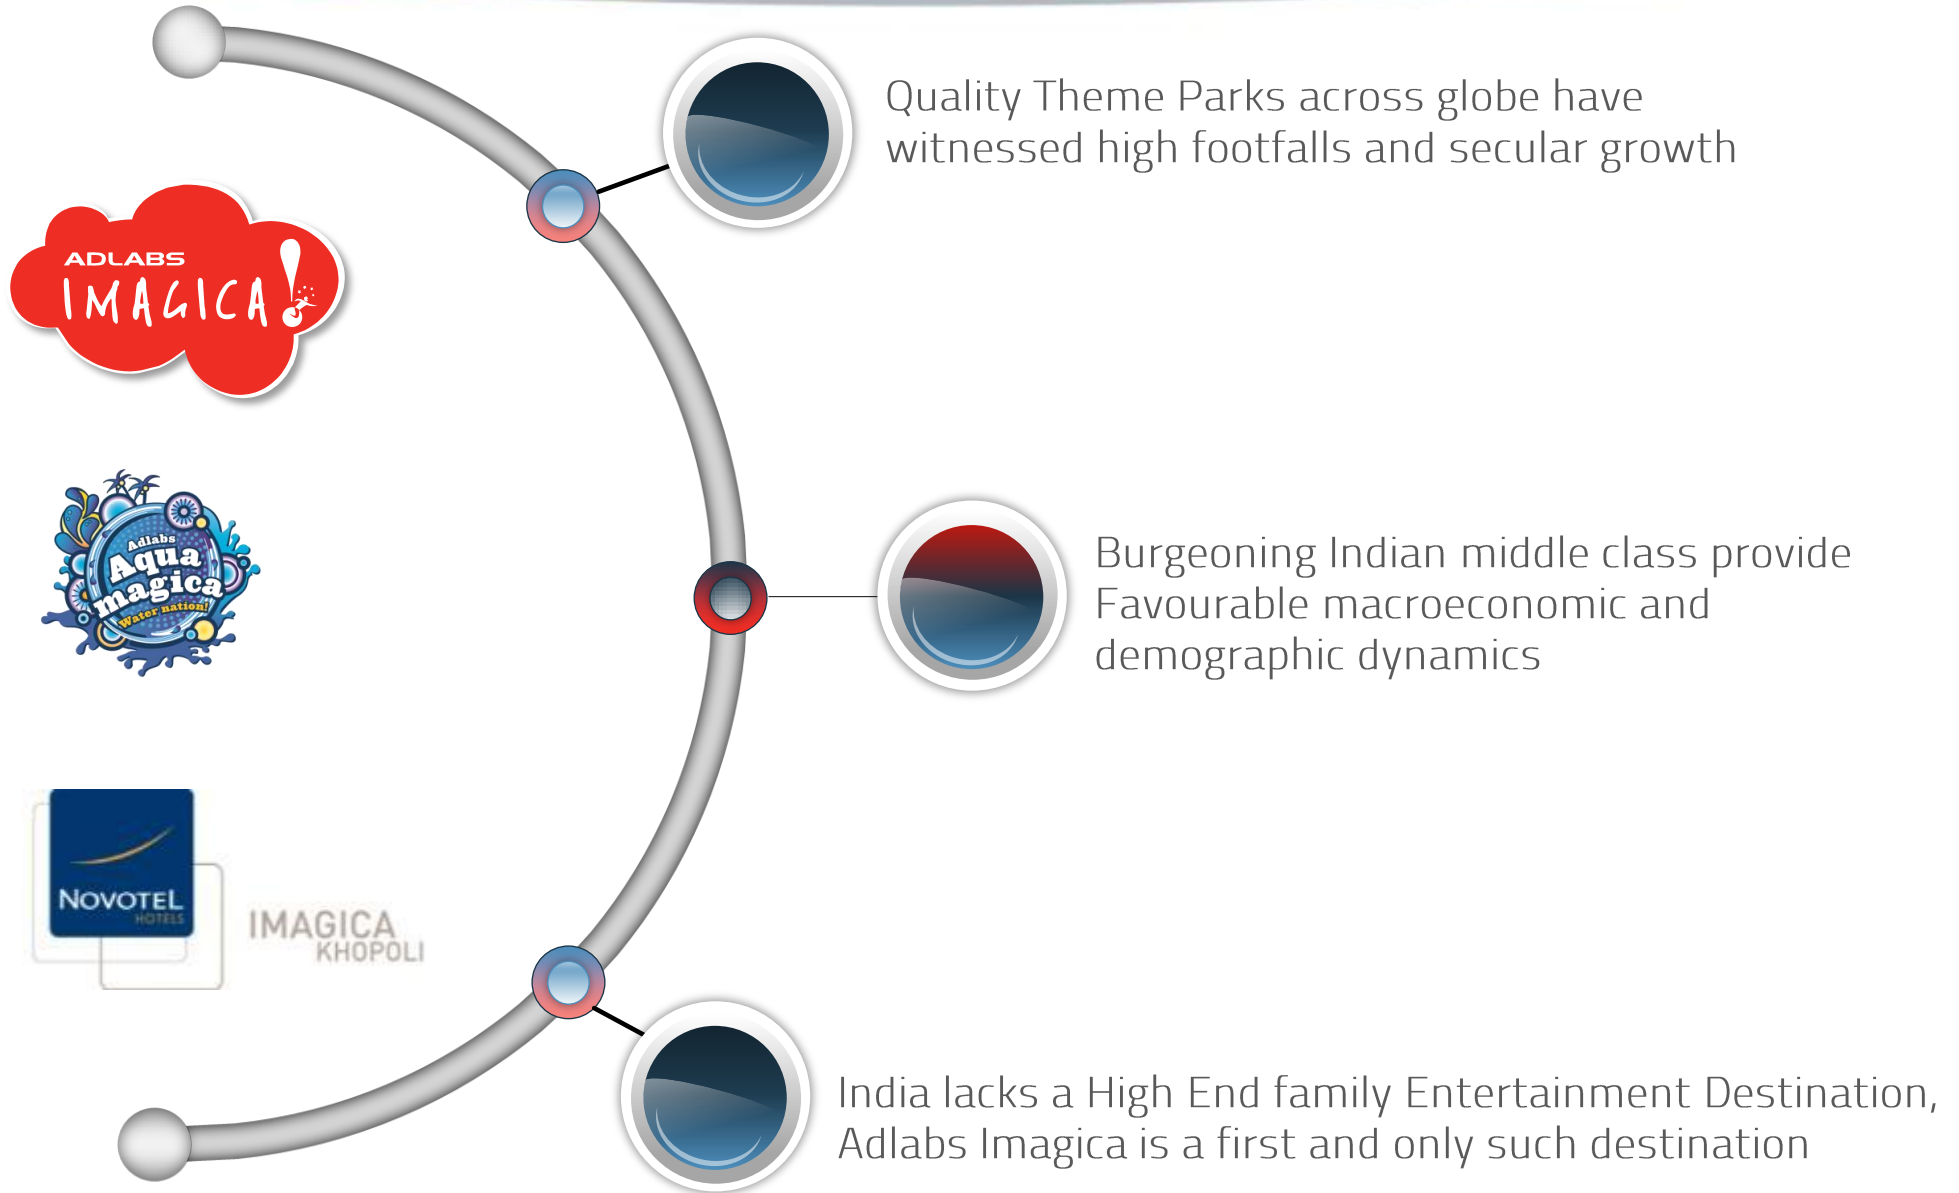 Quality Theme Parks across globe have
witnessed high footfalls and secular growth
ADLABS
IMAGICA!
Adlabs
Aqua
magica
Water nation!
Burgeoning Indian middle class provide
Favourable macroeconomic and
demographic dynamics
NOVOTEL
HOTELS
IMAGICA
KHOPOLI
India lacks a High End family Entertainment Destination,
Adlabs Imagica is a first and only such destination